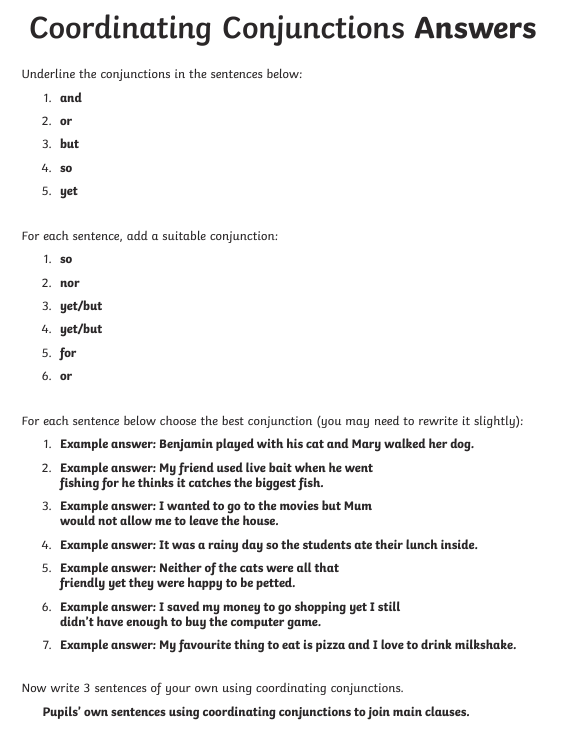 Coordinating Conjunctions Answers
Underline the conjunctions in the sentences below:
1. and
2. or
3. but
4. so
5. yet
For each sentence, add a suitable conjunction:
1. so
2. nor
3. yet/but
4. yet/but
5. for
6. or
For each sentence below choose the best conjunction (you may need to rewrite it slightly):
1. Example answer: Benjamin played with his cat and Mary walked her dog.
2. Example answer: My friend used live bait when he went
fishing for he thinks it catches the biggest fish.
3. Example answer: I wanted to go to the movies but Mum
would not allow me to leave the house.
4. Example answer: It was a rainy day so the students ate their lunch inside.
5. Example answer: Neither of the cats were all that
friendly yet they were happy to be petted.
6. Example answer: I saved my money to go shopping yet I still
didn't have enough to buy the computer game.
7. Example answer: My favourite thing to eat is pizza and I love to drink milkshake.
Now write 3 sentences of your own using coordinating conjunctions.
Pupils' own sentences using coordinating conjunctions to join main clauses.